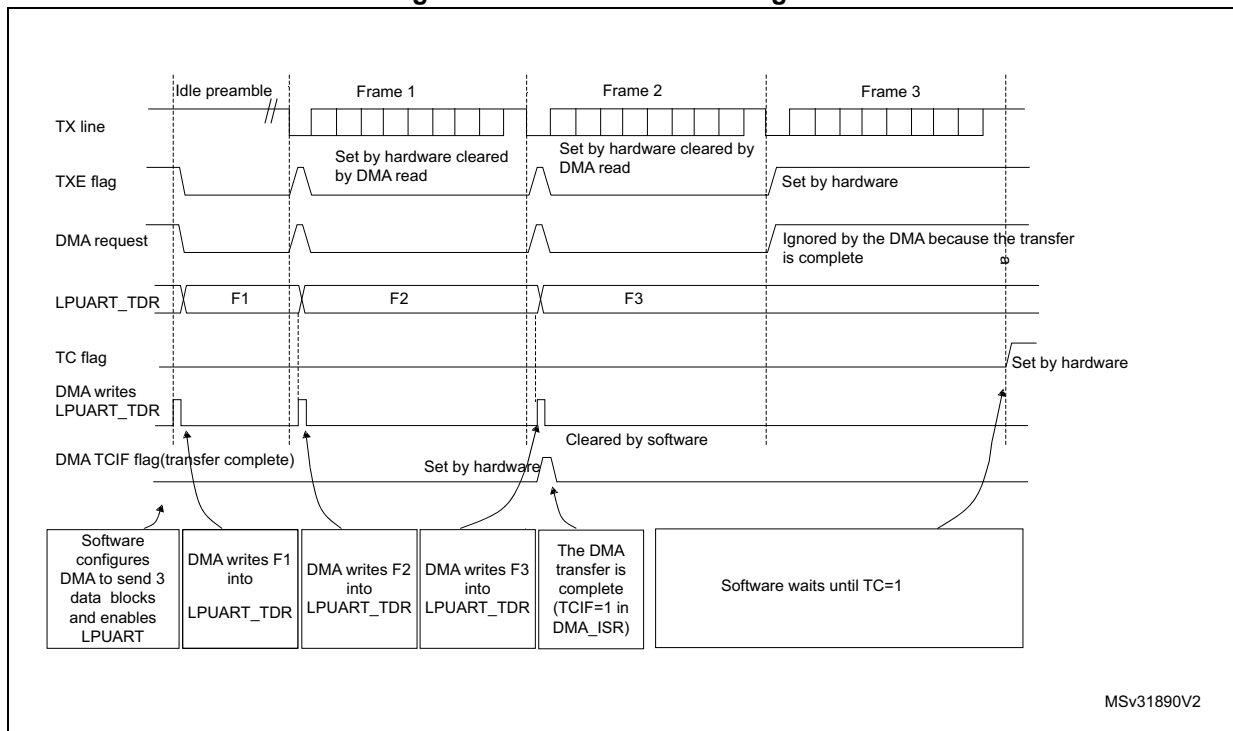 Idle preamble
Frame 1
Frame 2
Frame 3
TX line
Set by hardware cleared
by DMA read
Set by hardware cleared by
DMA read
TXE flag
Set by hardware
DMA request
Ignored by the DMA because the transfer
is complete
a
LPUART_TDR
F1
F2
F3
TC flag
Set by hardware
DMA writes
LPUART_TDR
Cleared by software
DMA TCIF flag(transfer complete)
Set by hardware
Software
configures
DMA to send 3
data blocks
and enables
LPUART
DMA writes F1
into
LPUART_TDR
DMA writes F2
into
LPUART_TDR
DMA writes F3
into
LPUART_TDR
The DMA
transfer is
complete
(TCIF=1 in
DMA_ISR)
Software waits until TC=1
MSv31890V2